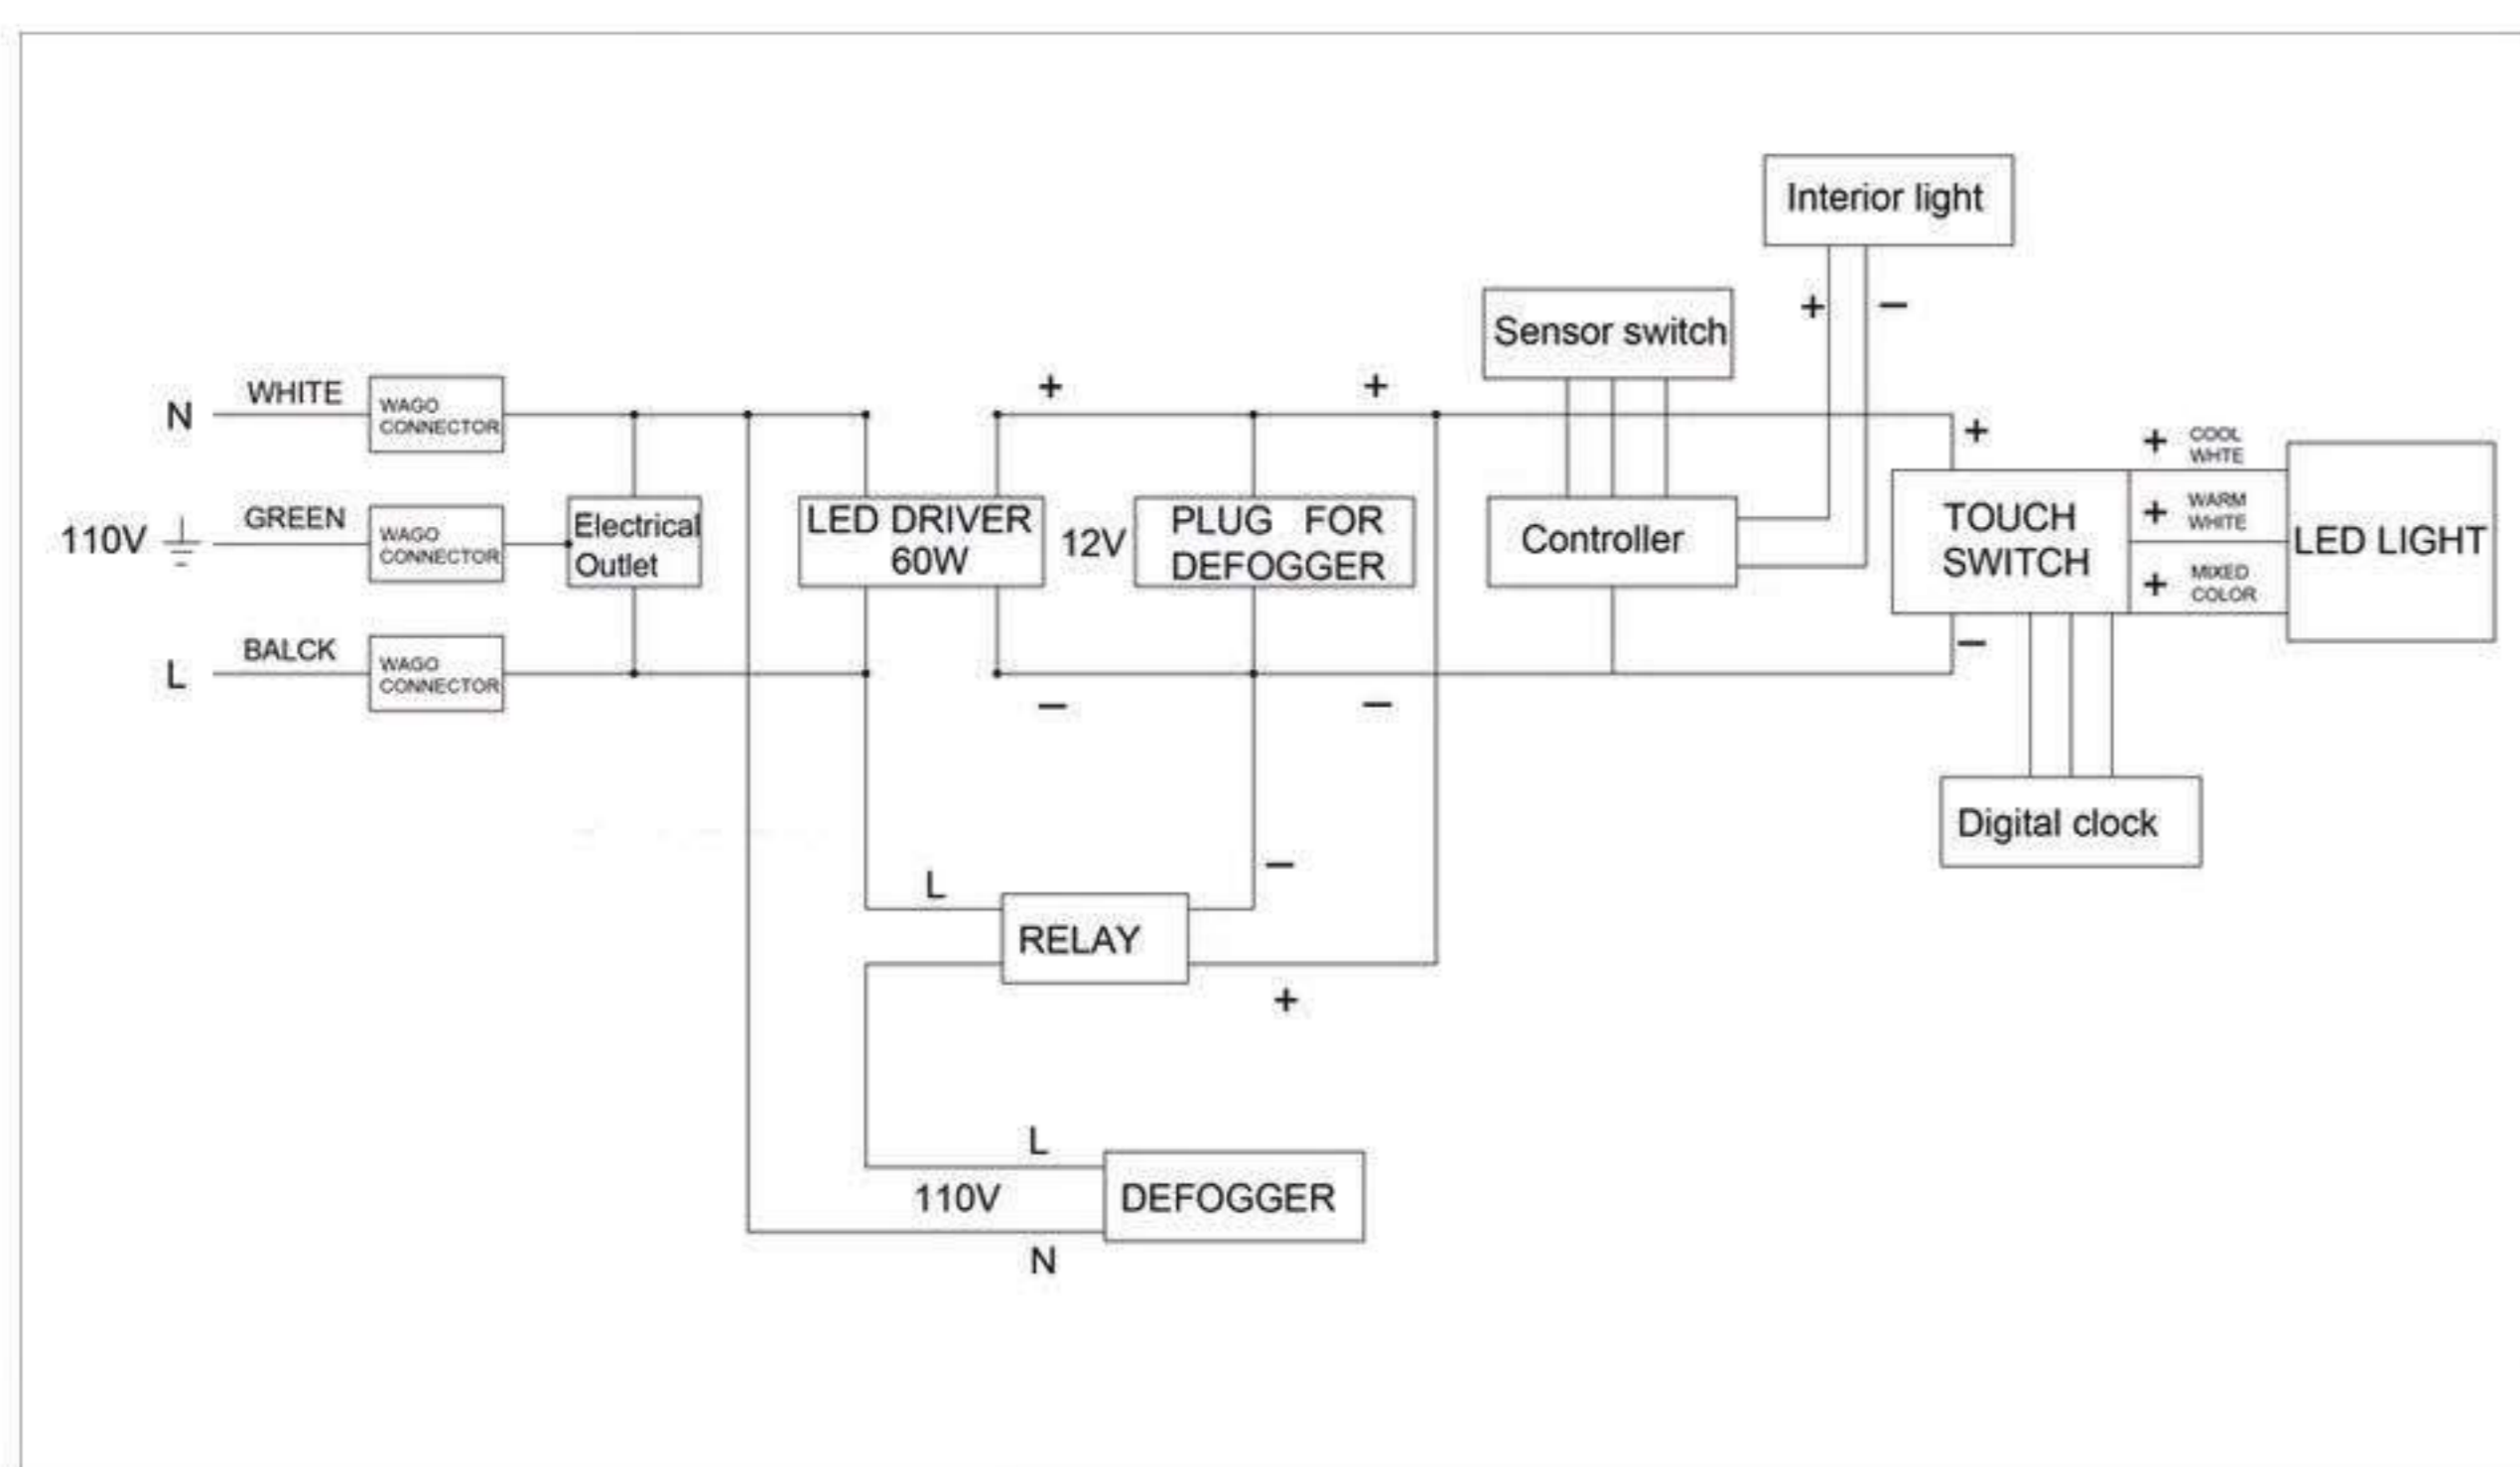 Interior light
+ −
Sensor switch
N WHITE
WAGO
CONNECTOR
+ +
110V GREEN
WAGO
CONNECTOR
Electrical
Outlet
LED DRIVER
60W
12V
PLUG FOR
DEFOGGER
Controller
+
TOUCH
SWITCH
−
+ COOL
WHTE
+ WARM
WHITE
+ MIXED
COLOR
LED LIGHT
L BALCK
WAGO
CONNECTOR
− −
Digital clock
L
−
RELAY
+
L
110V
DEFOGGER
N